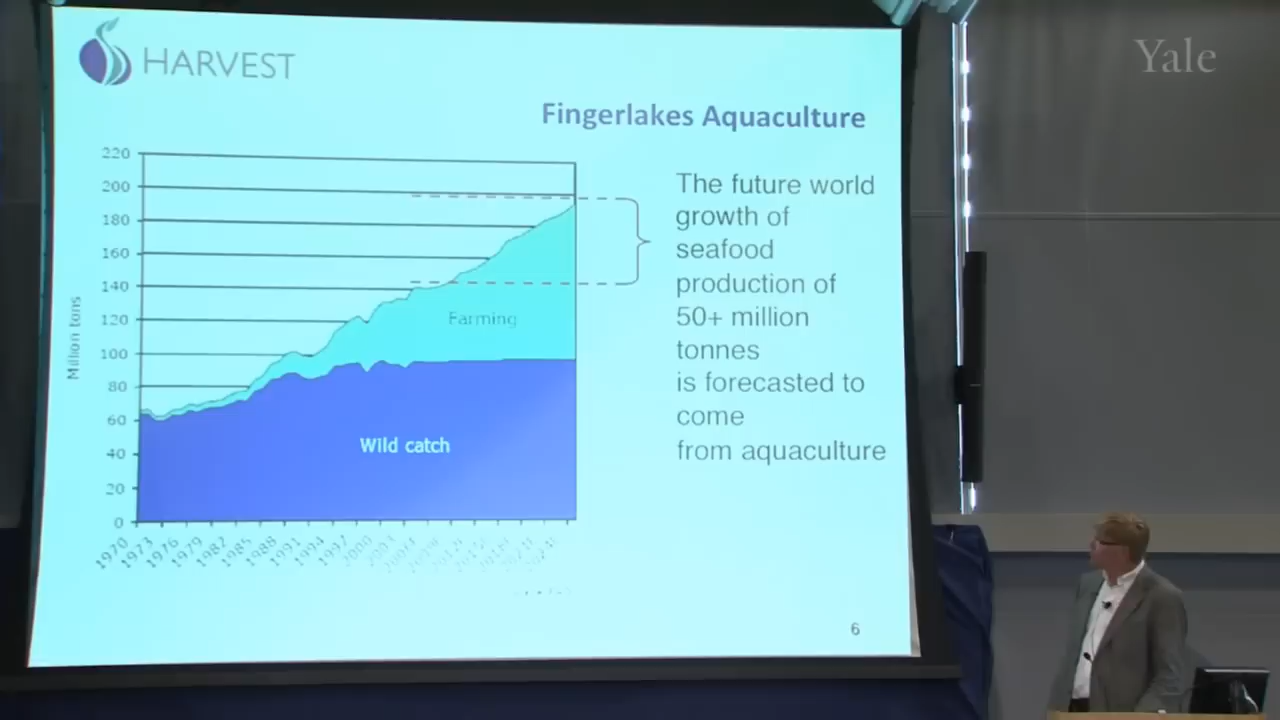 HARVEST
Yale
Fingerlakes Aquaculture
220
200
180
160
140
120
100
80
60
40
20
0
Million tons
Farming
Wild catch
1970
1973
1976
1979
1982
1985
1988
1991
1994
1997
2000
The future world
growth of
seafood
production of
50+ million
tonnes
is forecasted to
come
from aquaculture
6